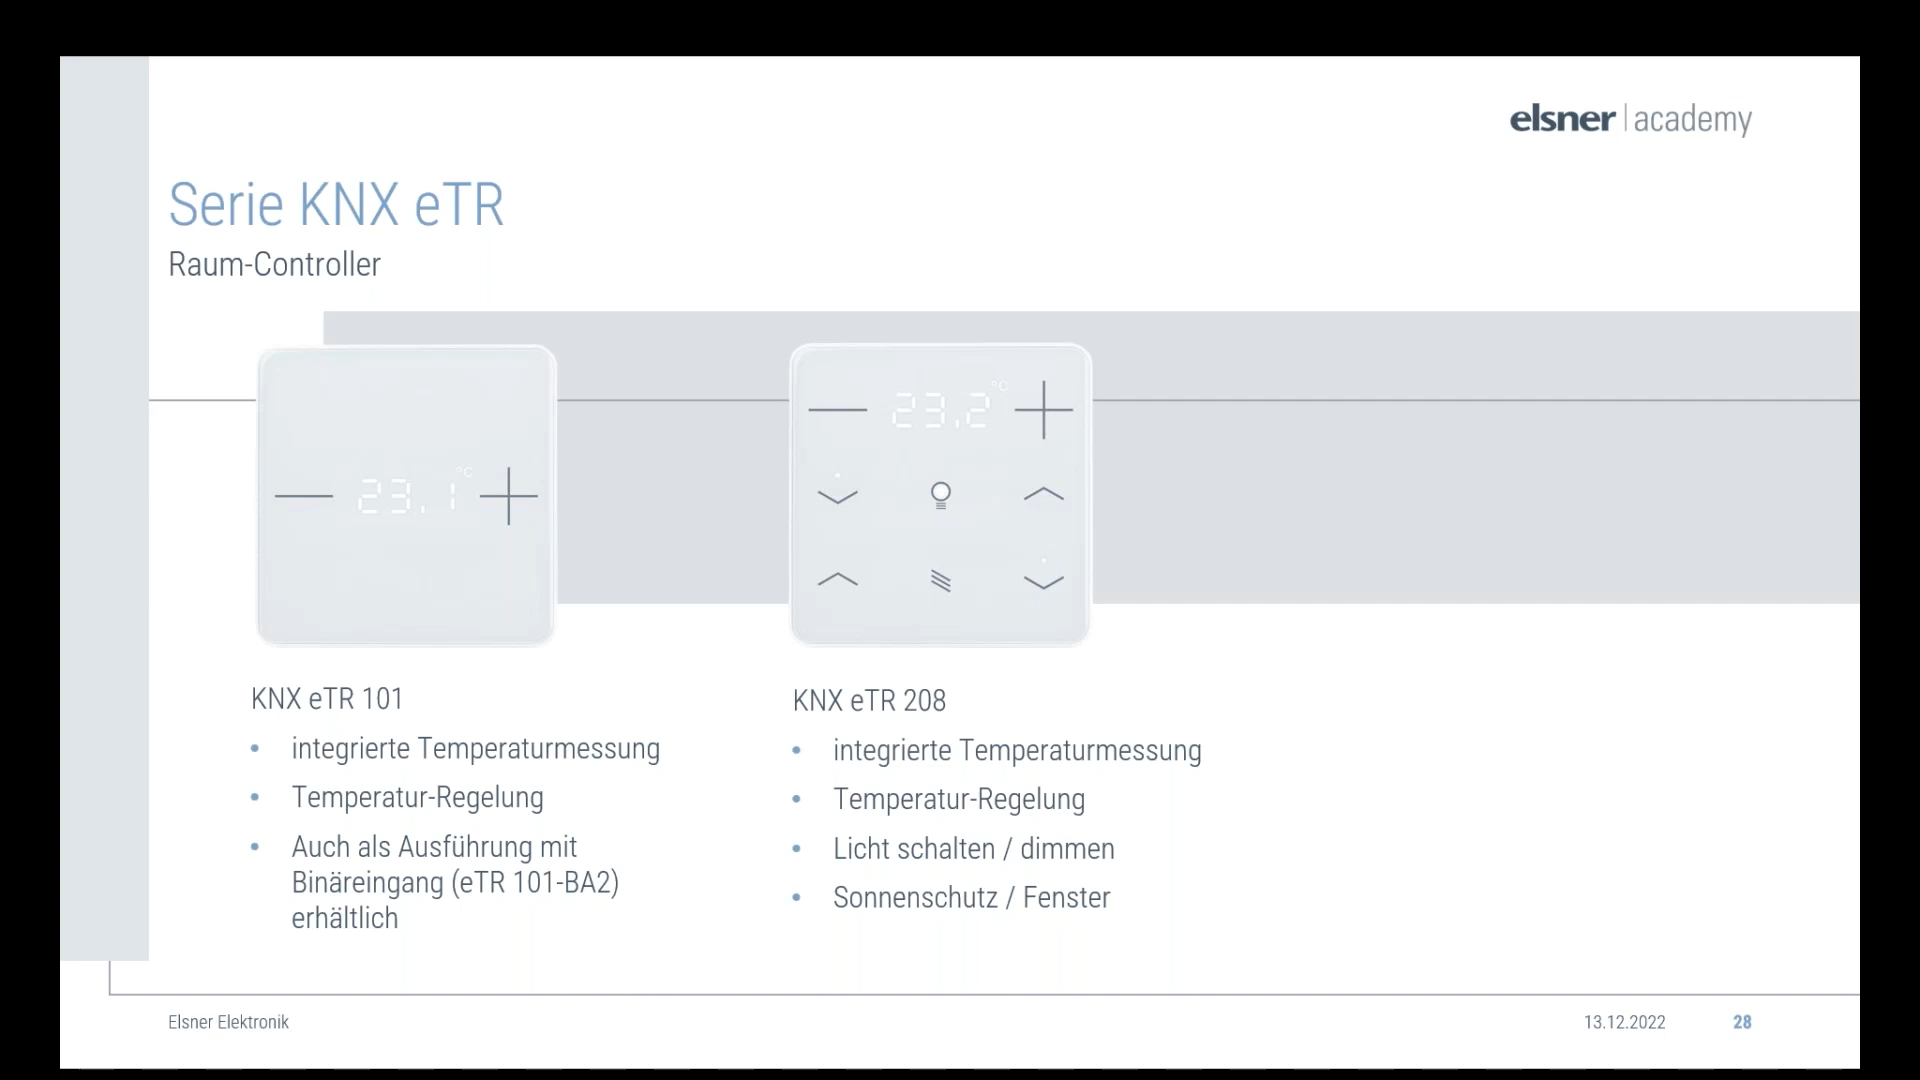 elsner | academy
Serie KNX eTR
Raum-Controller
23.1 °C
23.2 °C
KNX eTR 101
• integrierte Temperaturmessung
• Temperatur-Regelung
• Auch als Ausführung mit
Binäreingang (eTR 101-BA2)
erhältlich
KNX eTR 208
• integrierte Temperaturmessung
• Temperatur-Regelung
• Licht schalten / dimmen
• Sonnenschutz / Fenster
Elsner Elektronik
13.12.2022
28